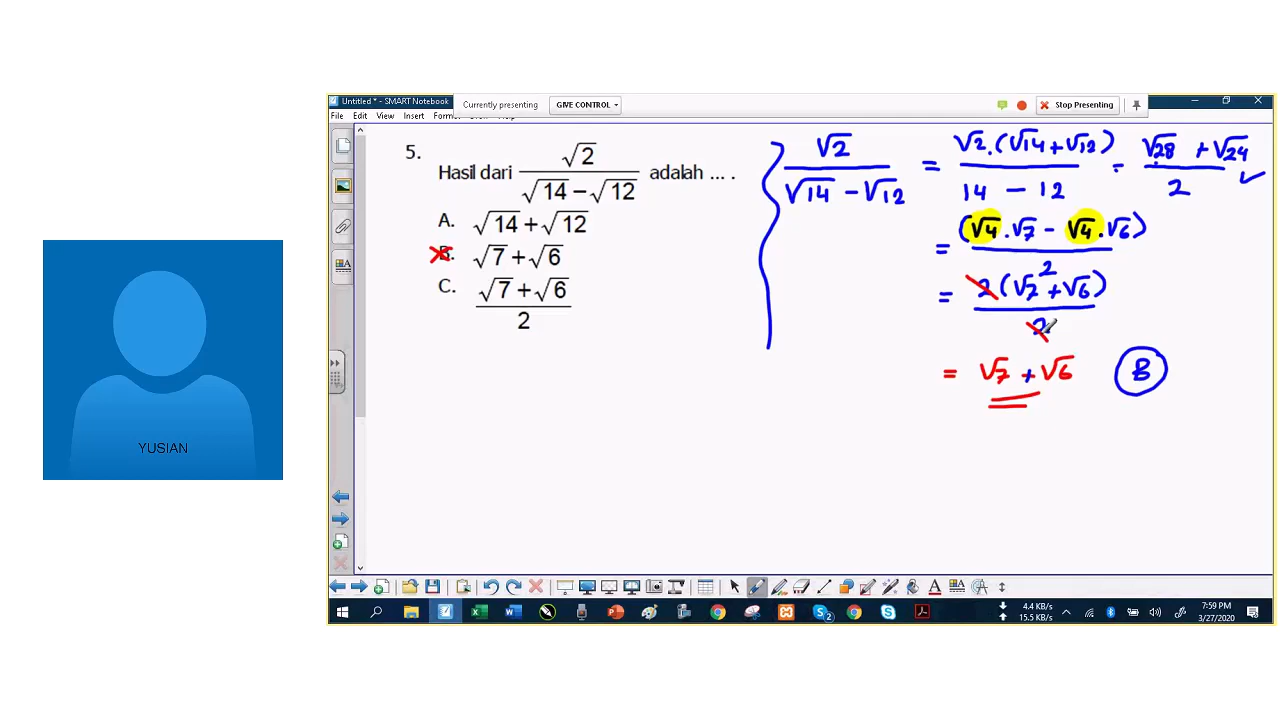 Untitled * - SMART Notebook
Currently presenting
GIVE CONTROL
Stop Presenting
File Edit View Insert
5.
Hasil dari √2 / (√14 − √12) adalah ... .
A. √14 + √12
B. √7 + √6
C. (√7 + √6) / 2
√2 / (√14 − √12) = √2 . (√14 + √12) / (14 − 12) = (√28 + √24) / 2
= (√4 . √7 − √4 . √6)
2
= 2 (√7 + √6) / 2
= √7 + √6 B
YUSIAN
4.4 KB/s
15.5 KB/s
7:59 PM
3/27/2020